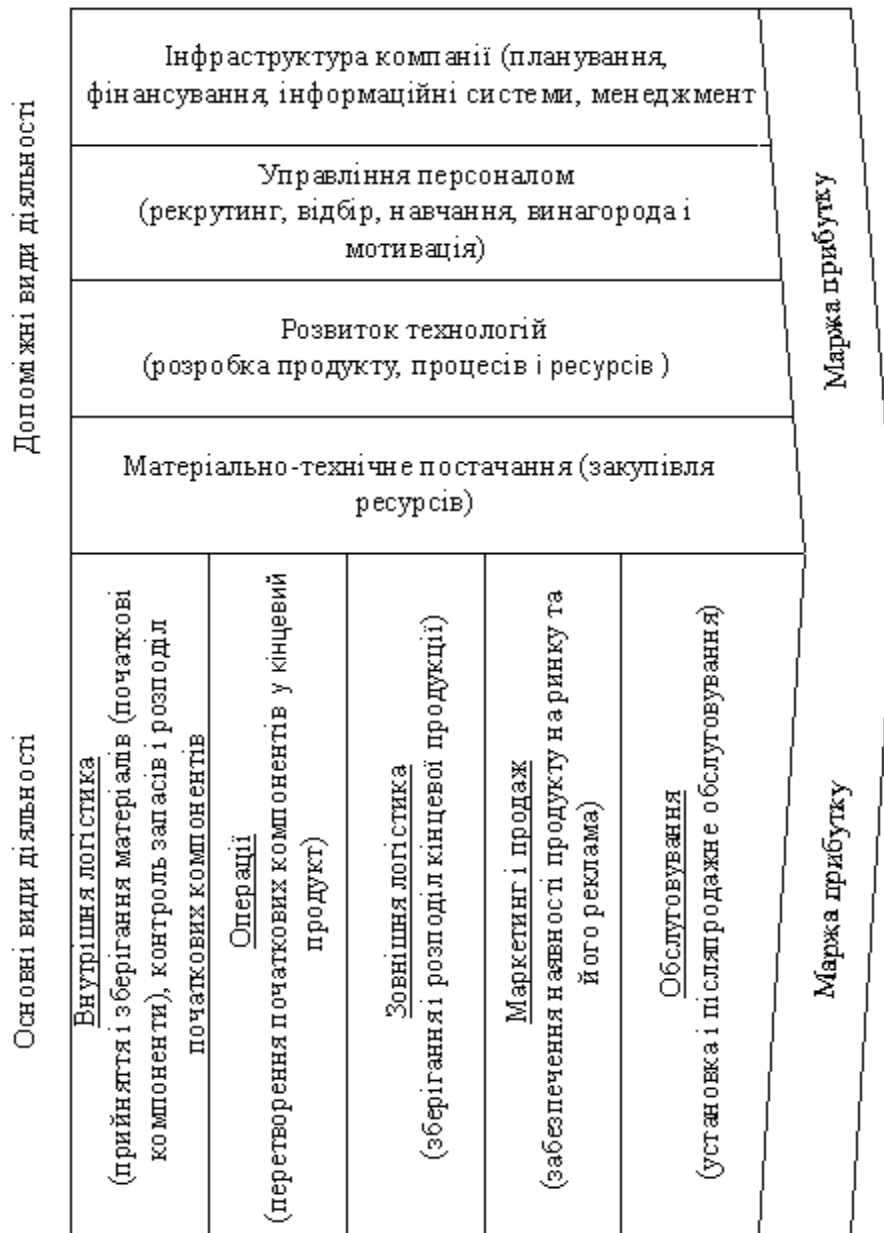 Допоміжні види діяльності
Інфраструктура компанії (планування,
фінансування, інформаційні системи, менеджмент
Управління персоналом
(рекрутинг, відбір, навчання, винагорода і
мотивація)
Розвиток технологій
(розробка продукту, процесів і ресурсів )
Матеріально-технічне постачання (закупівля
ресурсів)
Маржа прибутку
Основні види діяльності
Внутрішня логістика
(прийняття і зберігання матеріалів (початкові
компоненти), контроль запасів і розподіл
початкових компонентів
Операції
(перетворення початкових компонентів у кінцевий
продукт)
Зовнішня логістика
(зберігання і розподіл кінцевої продукції)
Маркетинг і продаж
(забезпечення наявності продукту на ринку та
його реклама)
Обслуговування
(установка і післяпродажне обслуговування)
Маржа прибутку